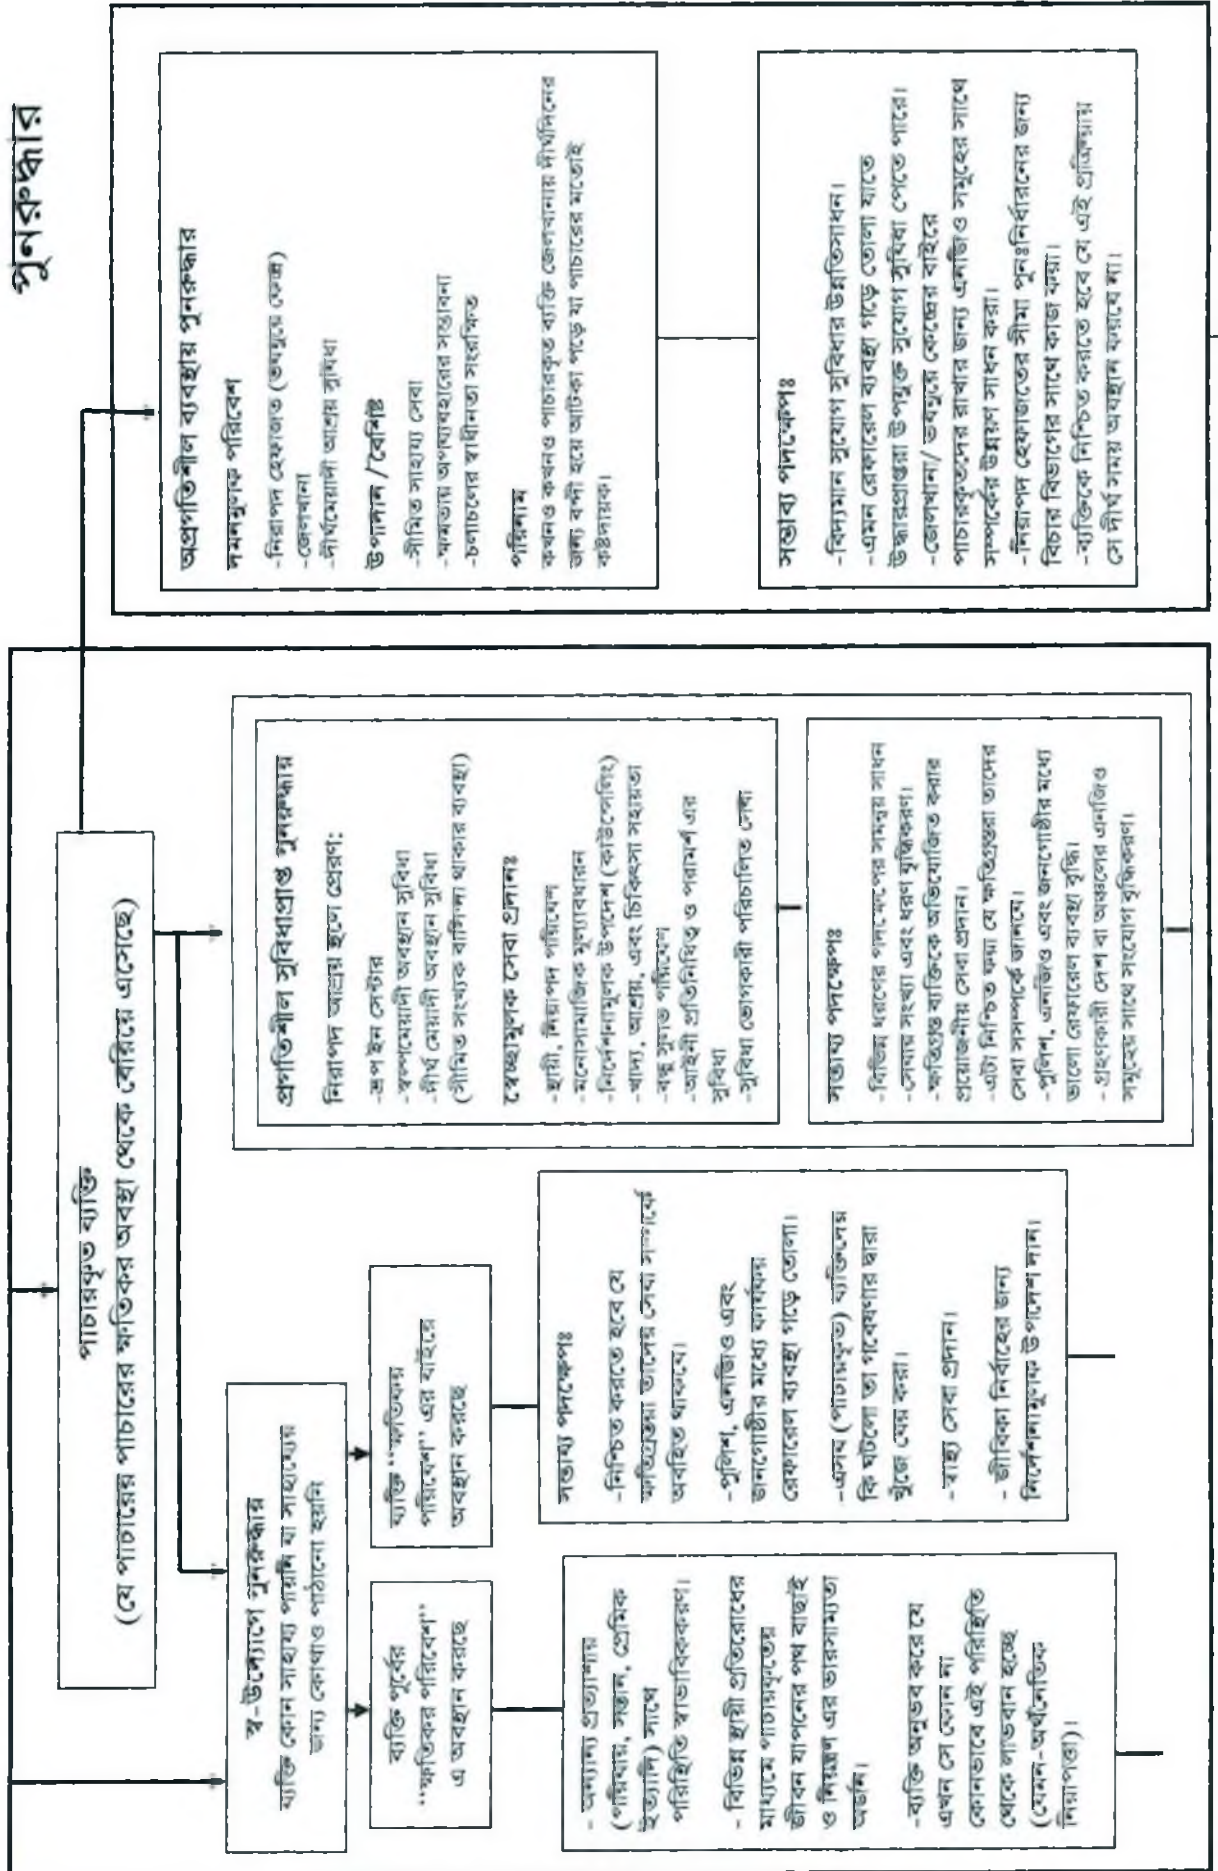 পুনরুদ্ধার
পাচারকৃত ব্যক্তি
(যে পাচারের পাচারের ক্ষতিকর অবস্থা থেকে বেরিয়ে এসেছে)
স্ব-উদ্যোগে পুনরুদ্ধার
ব্যক্তি কোন সাহায্য পায়নি বা সাহায্যের
জন্য কোথাও পাঠানো হয়নি
ব্যক্তি পূর্বের
"ক্ষতিকর পরিবেশ"
এ অবস্থান করছে
- অন্যান্য প্রত্যাশায়
(পরিবার, সন্তান, প্রেমিক
ইত্যাদি) সাথে
পরিস্থিতি স্বাভাবিককরণ।
- বিভিন্ন স্থায়ী প্রতিরোধের
মাধ্যমে পাচারকৃতের
জীবন যাপনের পথ বাছাই
ও নিয়ন্ত্রণ এর ভারসাম্যতা
অর্জন।
- ব্যক্তি অনুভব করে যে
এখন সে কোন না
কোনভাবে এই পরিস্থিতি
থেকে লাভবান হচ্ছে
(যেমন-অর্থনৈতিক
নিরাপত্তা)।
ব্যক্তি "ক্ষতিকর
পরিবেশ" এর বাইরে
অবস্থান করছে
সম্ভাব্য পদক্ষেপঃ
-নিশ্চিত করতে হবে যে
ক্ষতিগ্রস্তরা তাদের সেবা সম্পর্কে
অবহিত থাকবে।
-পুলিশ, এনজিও এবং
জনগোষ্ঠীর মধ্যে কার্যকর
রেফারেল ব্যবস্থা গড়ে তোলা।
-এসব (পাচারকৃত) ব্যক্তিদের
কি ঘটলো তা গবেষণার দ্বারা
খুঁজে বের করা।
- স্বাস্থ্য সেবা প্রদান।
- জীবিকা নির্বাহের জন্য
নির্দেশনামূলক উপদেশ দান।
প্রগতিশীল সুবিধাপ্রাপ্ত পুনরুদ্ধার
নিরাপদ আশ্রয় স্থলে প্রেরণ:
-ড্রপ ইন সেন্টার
-স্বল্পমেয়াদী অবস্থান সুবিধা
-দীর্ঘ মেয়াদী অবস্থান সুবিধা
(সীমিত সংখ্যক ব্যক্তির থাকার ব্যবস্থা)
স্বেচ্ছামূলক সেবা প্রদানঃ
-স্থায়ী, নিরাপদ পরিবেশ
-মনোসামাজিক মূল্যায়ন
-নির্দেশনামূলক উপদেশ (কাউন্সেলিং)
-খাদ্য, আশ্রয়, এবং চিকিৎসা সহায়তা
-বন্ধু সুলভ পরিবেশ
-আইনী প্রতিনিধিত্ব ও পরামর্শ এর
সুবিধা
-সুবিধা ভোগকারী পরিচালিত সেবা
সম্ভাব্য পদক্ষেপঃ
-বিভিন্ন ধরণের পদক্ষেপের সমন্বয় সাধন
-সেবার সংখ্যা এবং ধরণ বৃদ্ধিকরণ।
-ক্ষতিগ্রস্ত ব্যক্তিকে অভিযোজিত করার
প্রয়োজনীয় সেবা প্রদান।
-এটা নিশ্চিত করা যে ক্ষতিগ্রস্তরা তাদের
সেবা সম্পর্কে জানবে।
-পুলিশ, এনজিও এবং জনগোষ্ঠীর মধ্যে
ভালো রেফারেল ব্যবস্থা বৃদ্ধি।
- গ্রহণকারী দেশ বা অঞ্চলের এনজিও
সমূহের সাথে সহযোগ বৃদ্ধিকরণ।
অপ্রগতিশীল ব্যবস্থায় পুনরুদ্ধার
দমনমূলক পরিবেশ
-নিরাপদ হেফাজত (ভবঘুরে কেন্দ্র)
-জেলখানা
-দীর্ঘমেয়াদী আশ্রয় সুবিধা
উপাদান/বৈশিষ্ট
-সীমিত সাহায্য সেবা
-ক্ষমতার অপব্যবহারের সম্ভাবনা
-চলাচলের স্বাধীনতা সংরক্ষিত
পরিনাম
কখনও কখনও পাচারকৃত ব্যক্তি জেলখানায় দীর্ঘদিনের
জন্য বন্দী হয়ে আটকা পড়ে যা পাচারের মতোই
কষ্টদায়ক।
সম্ভাব্য পদক্ষেপঃ
-বিদ্যমান সুযোগ সুবিধার উন্নতিসাধন।
-এমন রেফারেল ব্যবস্থা গড়ে তোলা যাতে
উদ্ধারপ্রাপ্তরা উপযুক্ত সুযোগ সুবিধা পেতে পারে।
-জেলখানা/ ভবঘুরে কেন্দ্রের বাইরে
পাচারকৃতদের রাখার জন্য এনজিও সমূহের সাথে
সম্পর্কের উন্নয়ন সাধন করা।
-নিরাপদ হেফাজতের সীমা পুনঃনির্ধারনের জন্য
বিচার বিভাগের সাথে কাজ করা।
-ব্যক্তিকে নিশ্চিত করতে হবে যে এই প্রক্রিয়ায়
সে দীর্ঘ সময় অবস্থান করবে না।